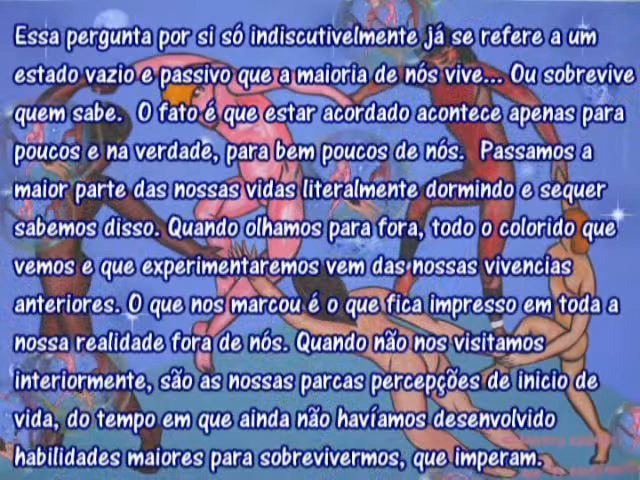 Essa pergunta por si só indiscutivelmente já se refere a um
estado vazio e passivo que a maioria de nós vive... Ou sobrevive
quem sabe. O fato é que estar acordado acontece apenas para
poucos e na verdade, para bem poucos de nós. Passamos a
maior parte das nossas vidas literalmente dormindo e sequer
sabemos disso. Quando olhamos para fora, todo o colorido que
vemos e que experimentaremos vem das nossas vivencias
anteriores. O que nos marcou é o que fica impresso em toda a
nossa realidade fora de nós. Quando não nos visitamos
interiormente, são as nossas parcas percepções de inicio de
vida, do tempo em que ainda não havíamos desenvolvido
habilidades maiores para sobrevivermos, que imperam.